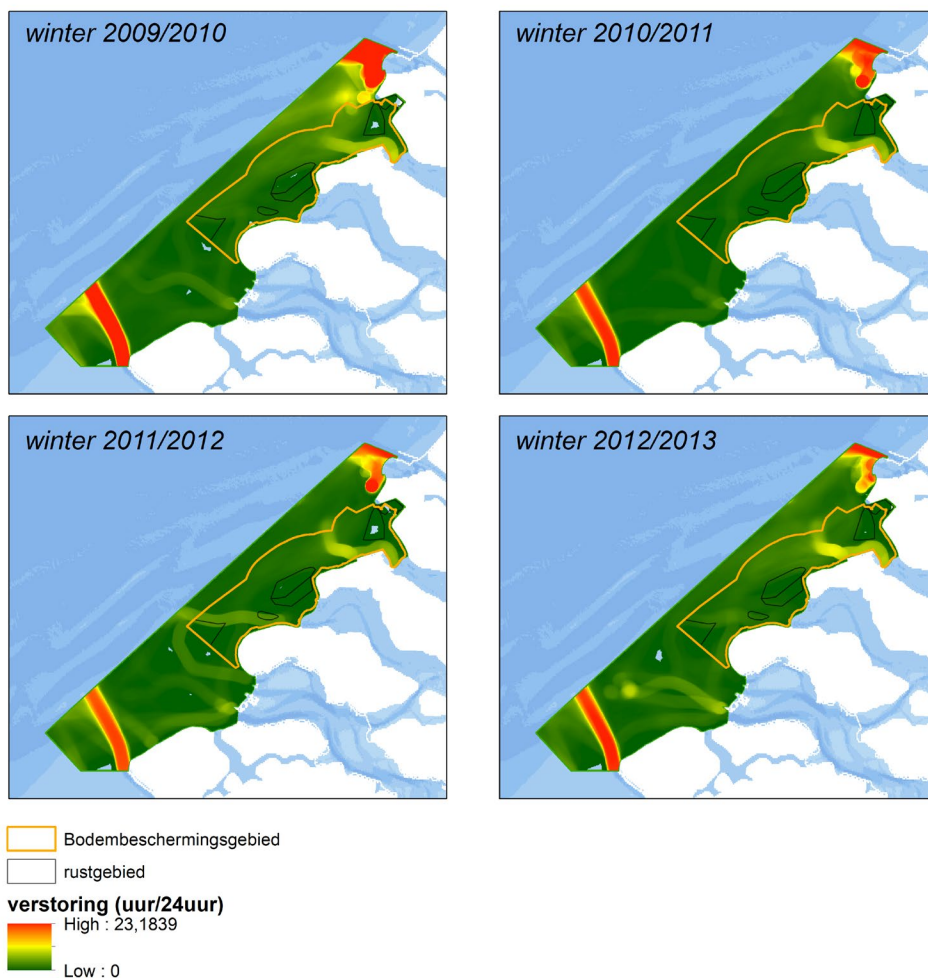 winter 2009/2010
winter 2010/2011
winter 2011/2012
winter 2012/2013
Bodembeschermingsgebied
rustgebied
verstoring (uur/24uur)
High : 23,1839
Low : 0